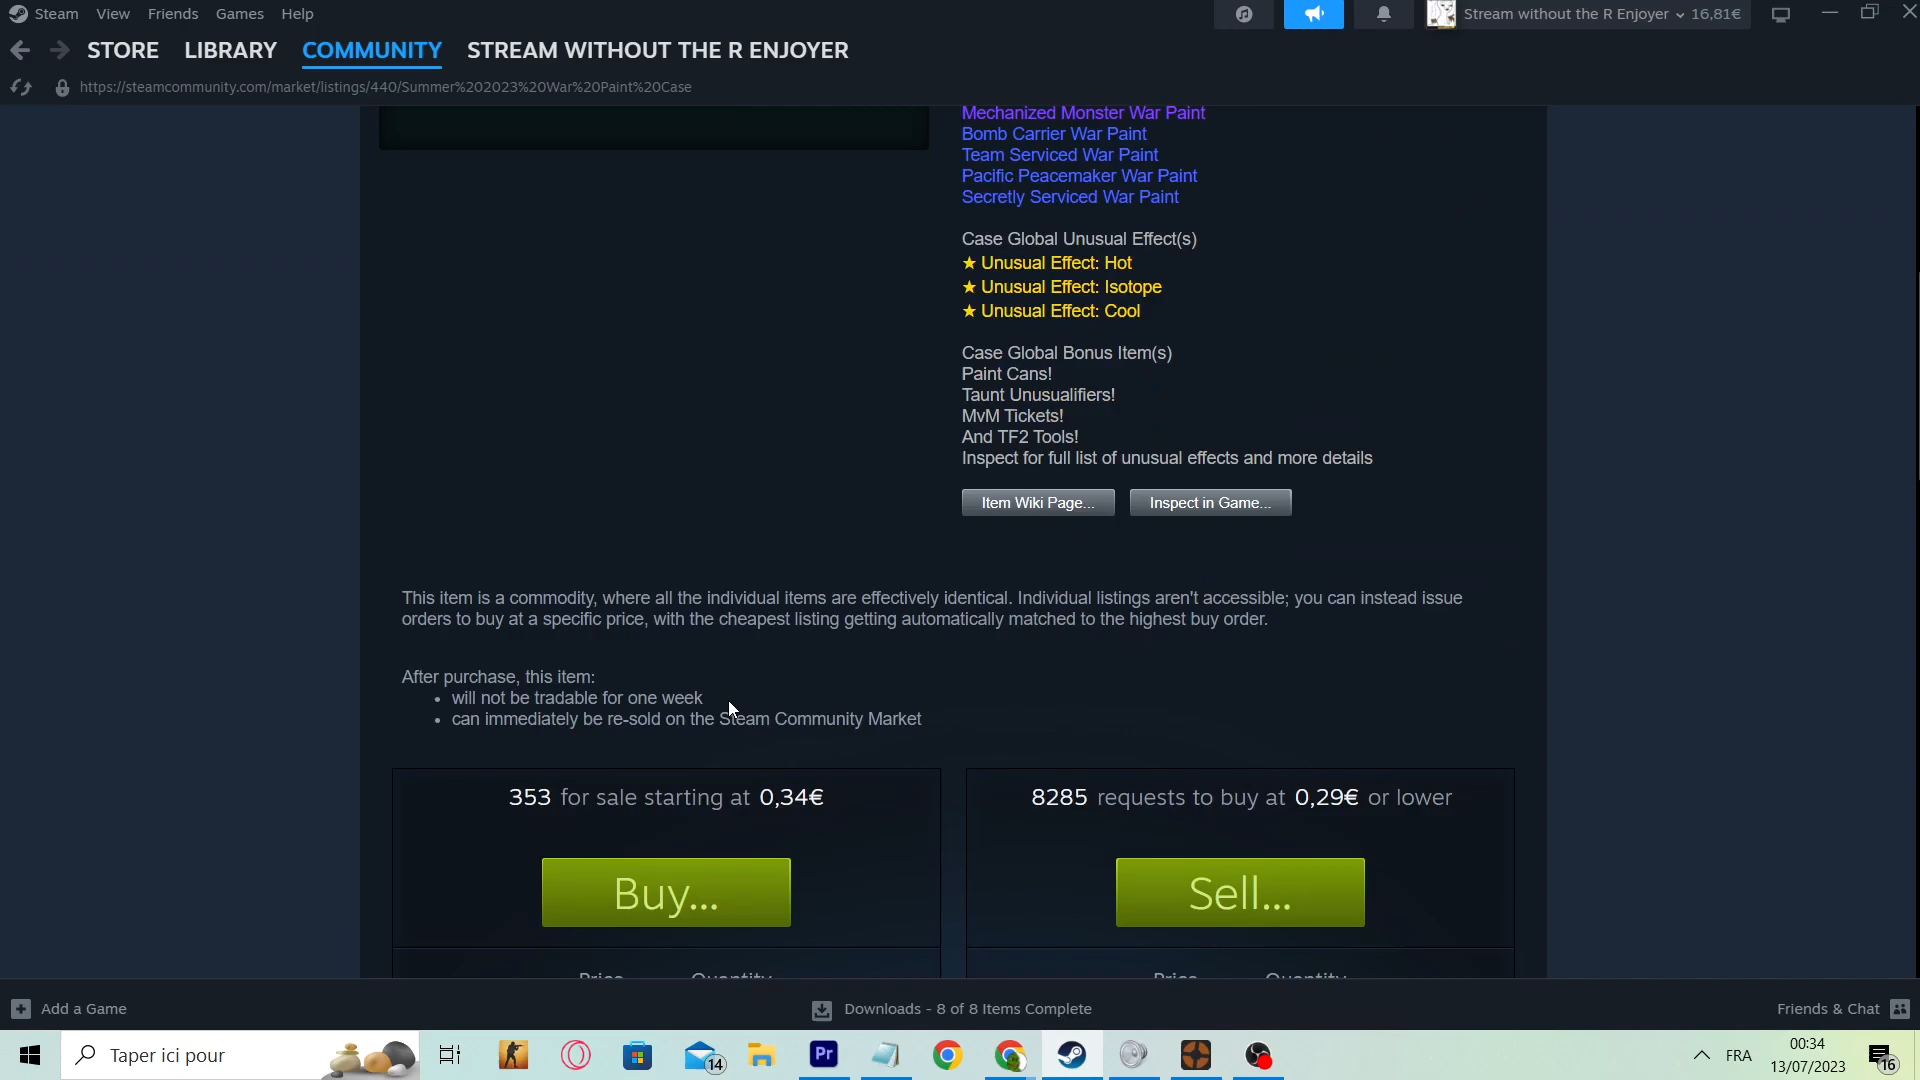 Steam View Friends Games Help
Stream without the R Enjoyer 16,81€
STORE LIBRARY COMMUNITY STREAM WITHOUT THE R ENJOYER
https://steamcommunity.com/market/listings/440/Summer%202023%20War%20Paint%20Case
Mechanized Monster War Paint
Bomb Carrier War Paint
Team Serviced War Paint
Pacific Peacemaker War Paint
Secretly Serviced War Paint
Case Global Unusual Effect(s)
★ Unusual Effect: Hot
★ Unusual Effect: Isotope
★ Unusual Effect: Cool
Case Global Bonus Item(s)
Paint Cans!
Taunt Unusualifiers!
MvM Tickets!
And TF2 Tools!
Inspect for full list of unusual effects and more details
Item Wiki Page... Inspect in Game...
This item is a commodity, where all the individual items are effectively identical. Individual listings aren't accessible; you can instead issue
orders to buy at a specific price, with the cheapest listing getting automatically matched to the highest buy order.
After purchase, this item:
• will not be tradable for one week
• can immediately be re-sold on the Steam Community Market
353 for sale starting at 0,34€ 8285 requests to buy at 0,29€ or lower
Buy... Sell...
Price Quantity Price Quantity
Add a Game Downloads - 8 of 8 Items Complete Friends & Chat
Taper ici pour 14 Pr FRA 00:34
13/07/2023 16